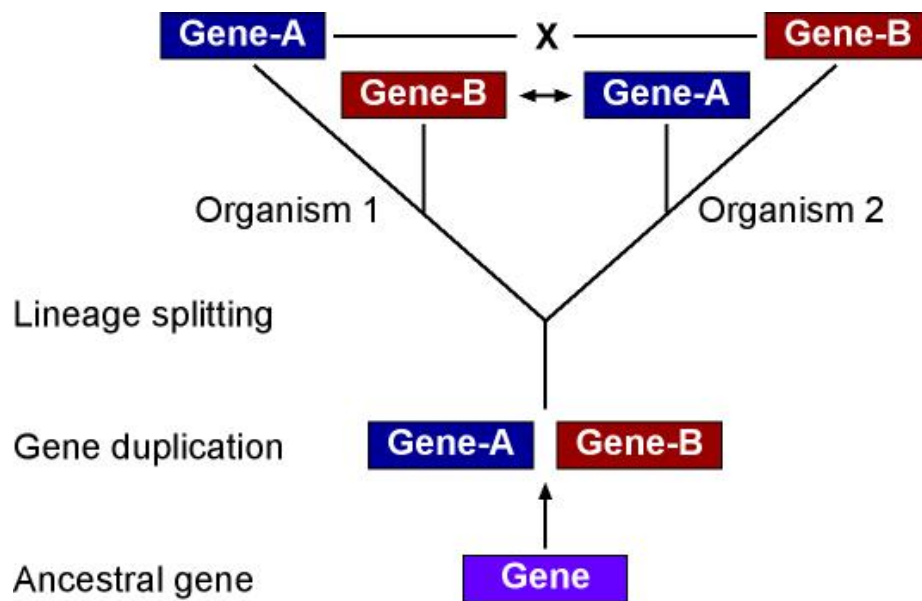 Gene-A X Gene-B
Gene-B Gene-A
Organism 1 Organism 2
Lineage splitting
Gene duplication Gene-A Gene-B
Ancestral gene Gene